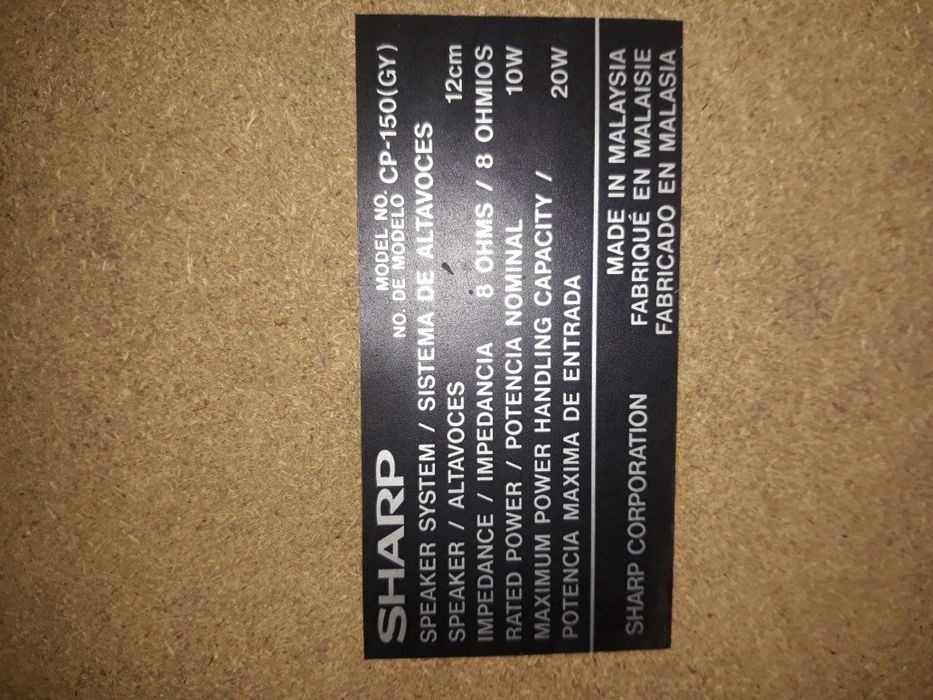 SHARP
MODEL NO.
NO. DE MODELO CP-150(GY)
SPEAKER SYSTEM / SISTEMA DE ALTAVOCES
SPEAKER / ALTAVOCES 12cm
IMPEDANCE / IMPEDANCIA 8 OHMS / 8 OHMIOS
RATED POWER / POTENCIA NOMINAL 10W
MAXIMUM POWER HANDLING CAPACITY /
POTENCIA MAXIMA DE ENTRADA 20W
SHARP CORPORATION
MADE IN MALAYSIA
FABRIQUÉ EN MALAISIE
FABRICADO EN MALASIA